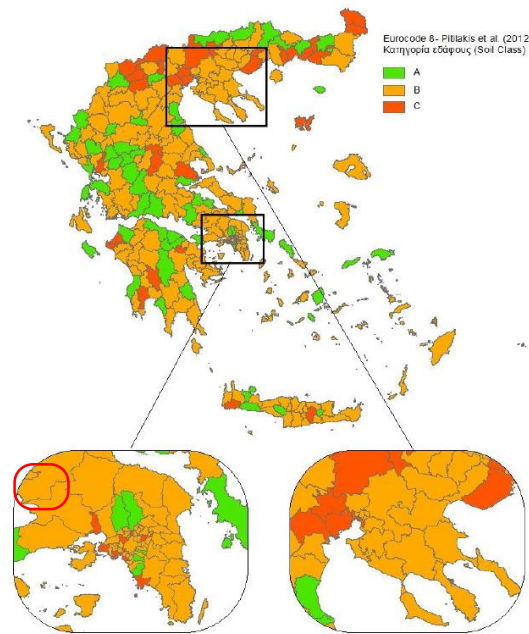 Eurocode 8- Pitilakis et al. (2012
Κατηγορία εδάφους (Soil Class)
A
B
C